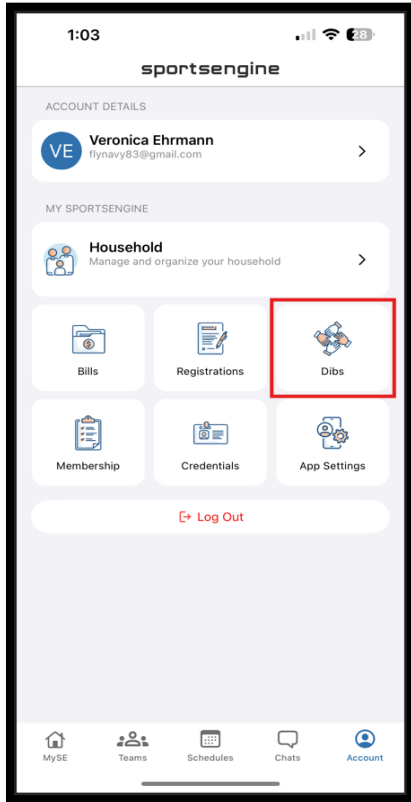 1:03
28
sportsengine
ACCOUNT DETAILS
VE
Veronica Ehrmann
flynavy83@gmail.com
MY SPORTSENGINE
Household
Manage and organize your household
Bills
Registrations
Dibs
Membership
Credentials
App Settings
Log Out
MySE
Teams
Schedules
Chats
Account